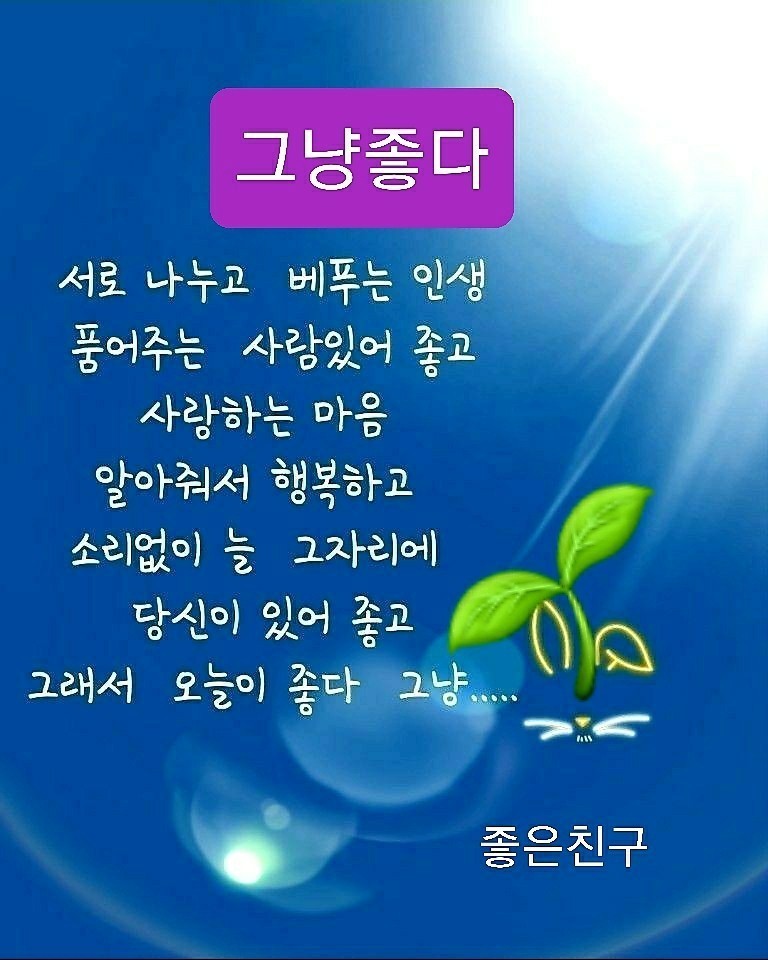 그냥좋다
서로 나누고 베푸는 인생
품어주는 사람있어 좋고
사랑하는 마음
알아줘서 행복하고
소리없이 늘 그자리에
당신이 있어 좋고
그래서 오늘이 좋다 그냥.....
좋은친구